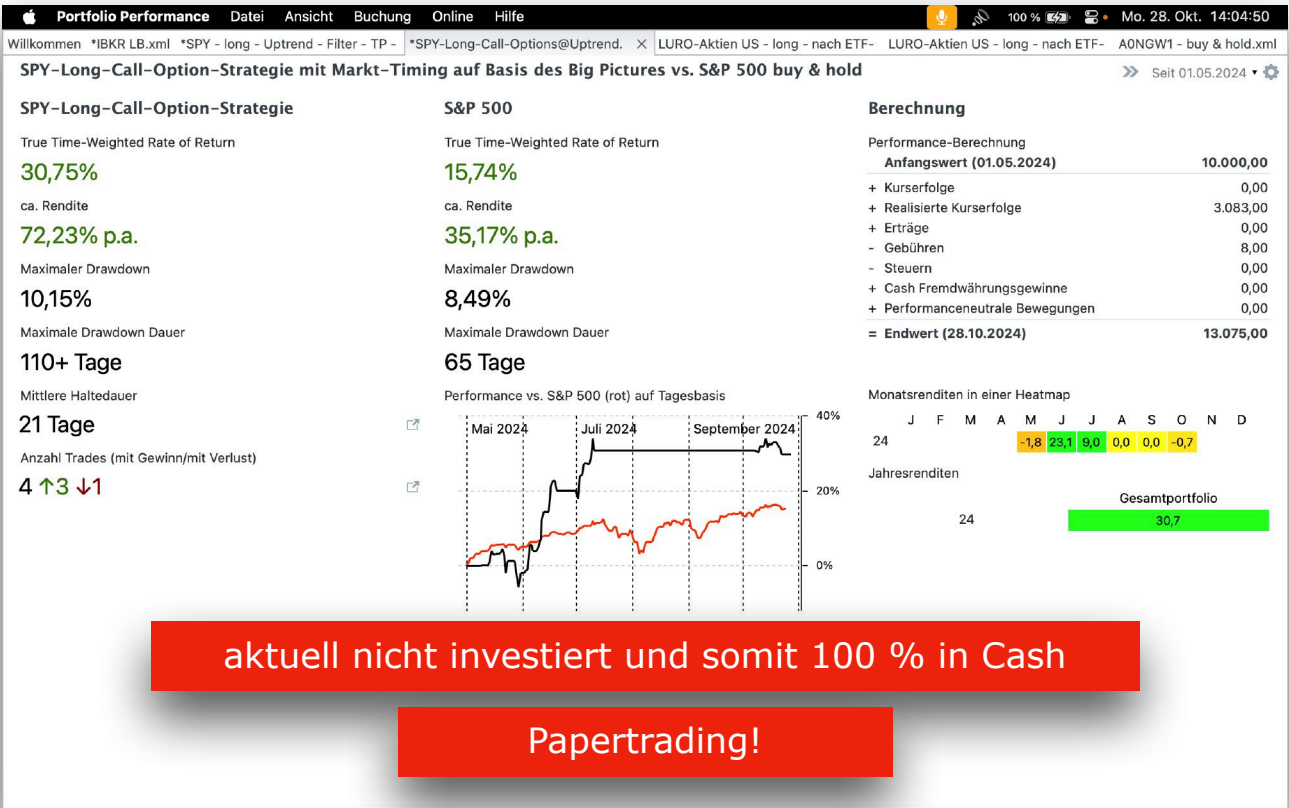 Portfolio Performance Datei Ansicht Buchung Online Hilfe 100 % Mo. 28. Okt. 14:04:50
Willkommen *IBKR LB.xml *SPY - long - Uptrend - Filter - TP - *SPY-Long-Call-Options@Uptrend. × LURO-Aktien US - long - nach ETF- LURO-Aktien US - long - nach ETF- A0NGW1 - buy & hold.xml
SPY-Long-Call-Option-Strategie mit Markt-Timing auf Basis des Big Pictures vs. S&P 500 buy & hold
Seit 01.05.2024
SPY-Long-Call-Option-Strategie
True Time-Weighted Rate of Return
30,75%
ca. Rendite
72,23% p.a.
Maximaler Drawdown
10,15%
Maximale Drawdown Dauer
110+ Tage
Mittlere Haltedauer
21 Tage
Anzahl Trades (mit Gewinn/mit Verlust)
4 ↑3 ↓1
S&P 500
True Time-Weighted Rate of Return
15,74%
ca. Rendite
35,17% p.a.
Maximaler Drawdown
8,49%
Maximale Drawdown Dauer
65 Tage
Performance vs. S&P 500 (rot) auf Tagesbasis
Mai 2024 Juli 2024 September 2024
40%
20%
0%
Berechnung
Performance-Berechnung
Anfangswert (01.05.2024) 10.000,00
+ Kurserfolge 0,00
+ Realisierte Kurserfolge 3.083,00
+ Erträge 0,00
- Gebühren 8,00
- Steuern 0,00
+ Cash Fremdwährungsgewinne 0,00
+ Performanceneutrale Bewegungen 0,00
= Endwert (28.10.2024) 13.075,00
Monatsrenditen in einer Heatmap
J F M A M J J A S O N D
24 -1,8 23,1 9,0 0,0 0,0 -0,7
Jahresrenditen
Gesamtportfolio
24 30,7
aktuell nicht investiert und somit 100 % in Cash
Papertrading!